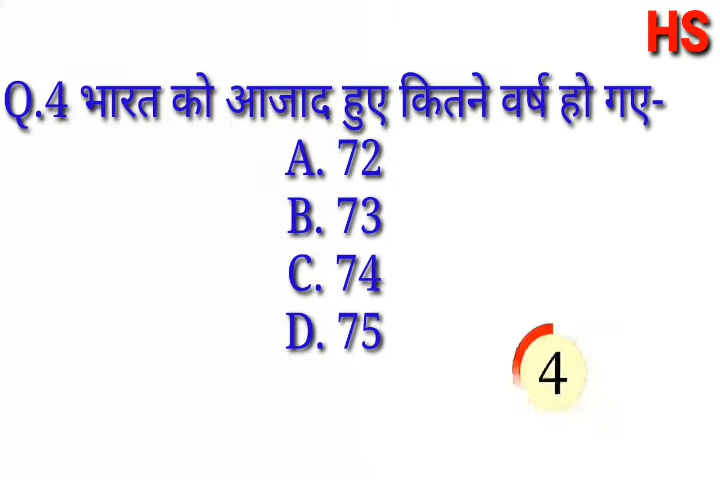 HS
Q.4 भारत को आजाद हुए कितने वर्ष हो गए-
A. 72
B. 73
C. 74
D. 75
4